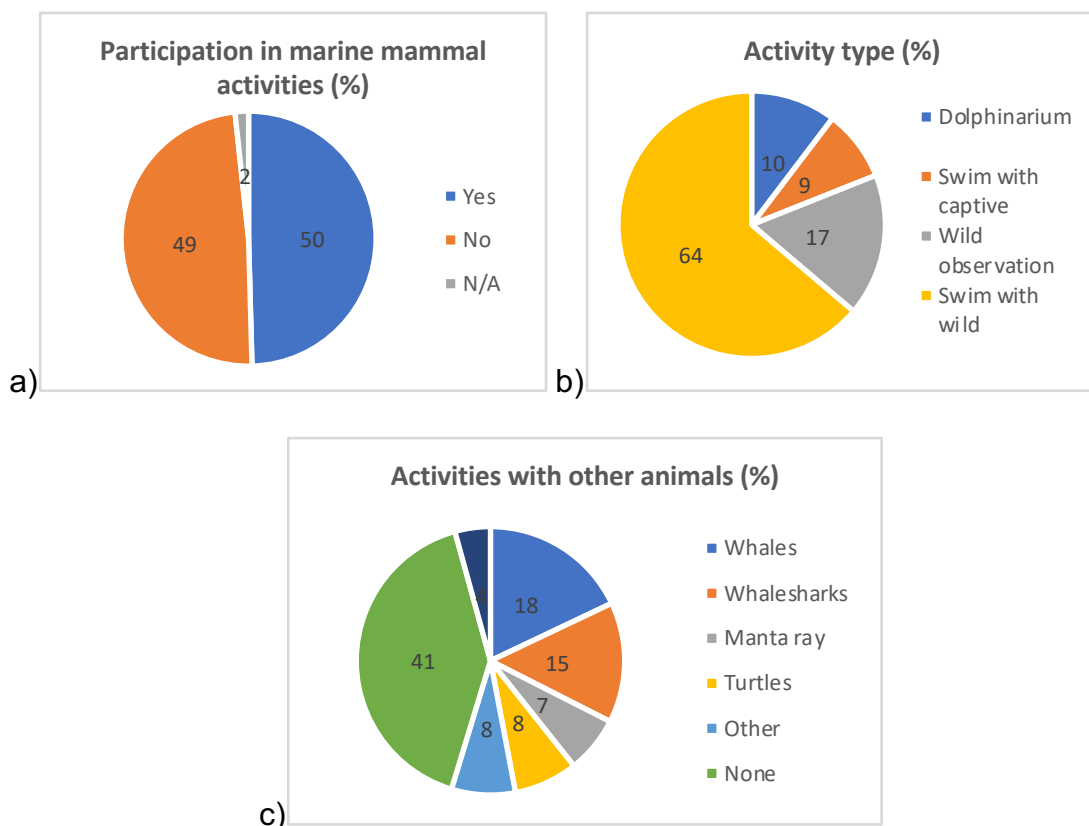 Participation in marine mammal
activities (%)
2
49
50
Yes
No
N/A
a)
Activity type (%)
10
9
17
64
Dolphinarium
Swim with
captive
Wild
observation
Swim with
wild
b)
Activities with other animals (%)
18
15
7
8
8
41
Whales
Whalesharks
Manta ray
Turtles
Other
None
c)